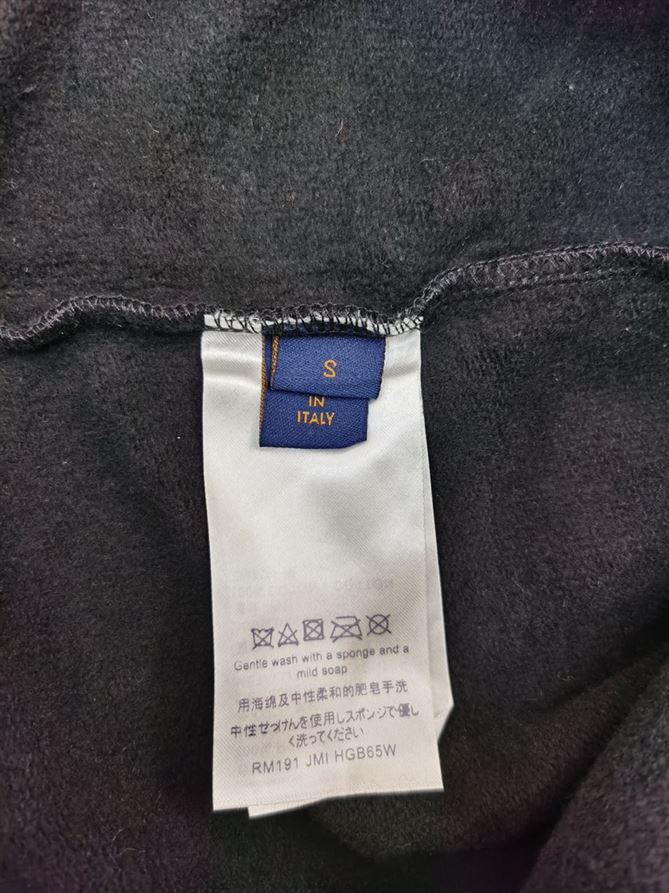 S
IN
ITALY
Gentle wash with a sponge and a
mild soap
用海绵及中性柔和的肥皂手洗
中性せっけんを使用しスポンジで優し
く洗ってください
RM191 JMI HGB65W